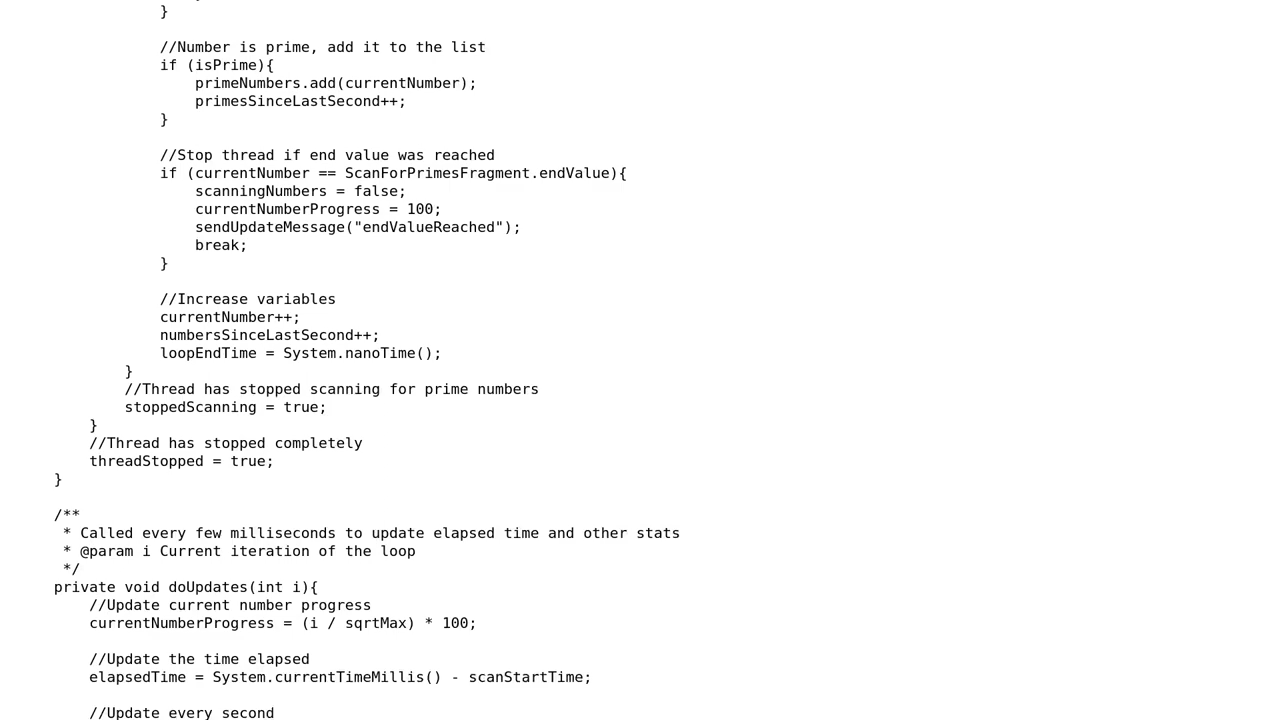 }
//Number is prime, add it to the list
if (isPrime){
primeNumbers.add(currentNumber);
primesSinceLastSecond++;
}
//Stop thread if end value was reached
if (currentNumber == ScanForPrimesFragment.endValue){
scanningNumbers = false;
currentNumberProgress = 100;
sendUpdateMessage("endValueReached");
break;
}
//Increase variables
currentNumber++;
numbersSinceLastSecond++;
loopEndTime = System.nanoTime();
}
//Thread has stopped scanning for prime numbers
stoppedScanning = true;
}
//Thread has stopped completely
threadStopped = true;
}
/**
* Called every few milliseconds to update elapsed time and other stats
* @param i Current iteration of the loop
*/
private void doUpdates(int i){
//Update current number progress
currentNumberProgress = (i / sqrtMax) * 100;
//Update the time elapsed
elapsedTime = System.currentTimeMillis() - scanStartTime;
//Update every second